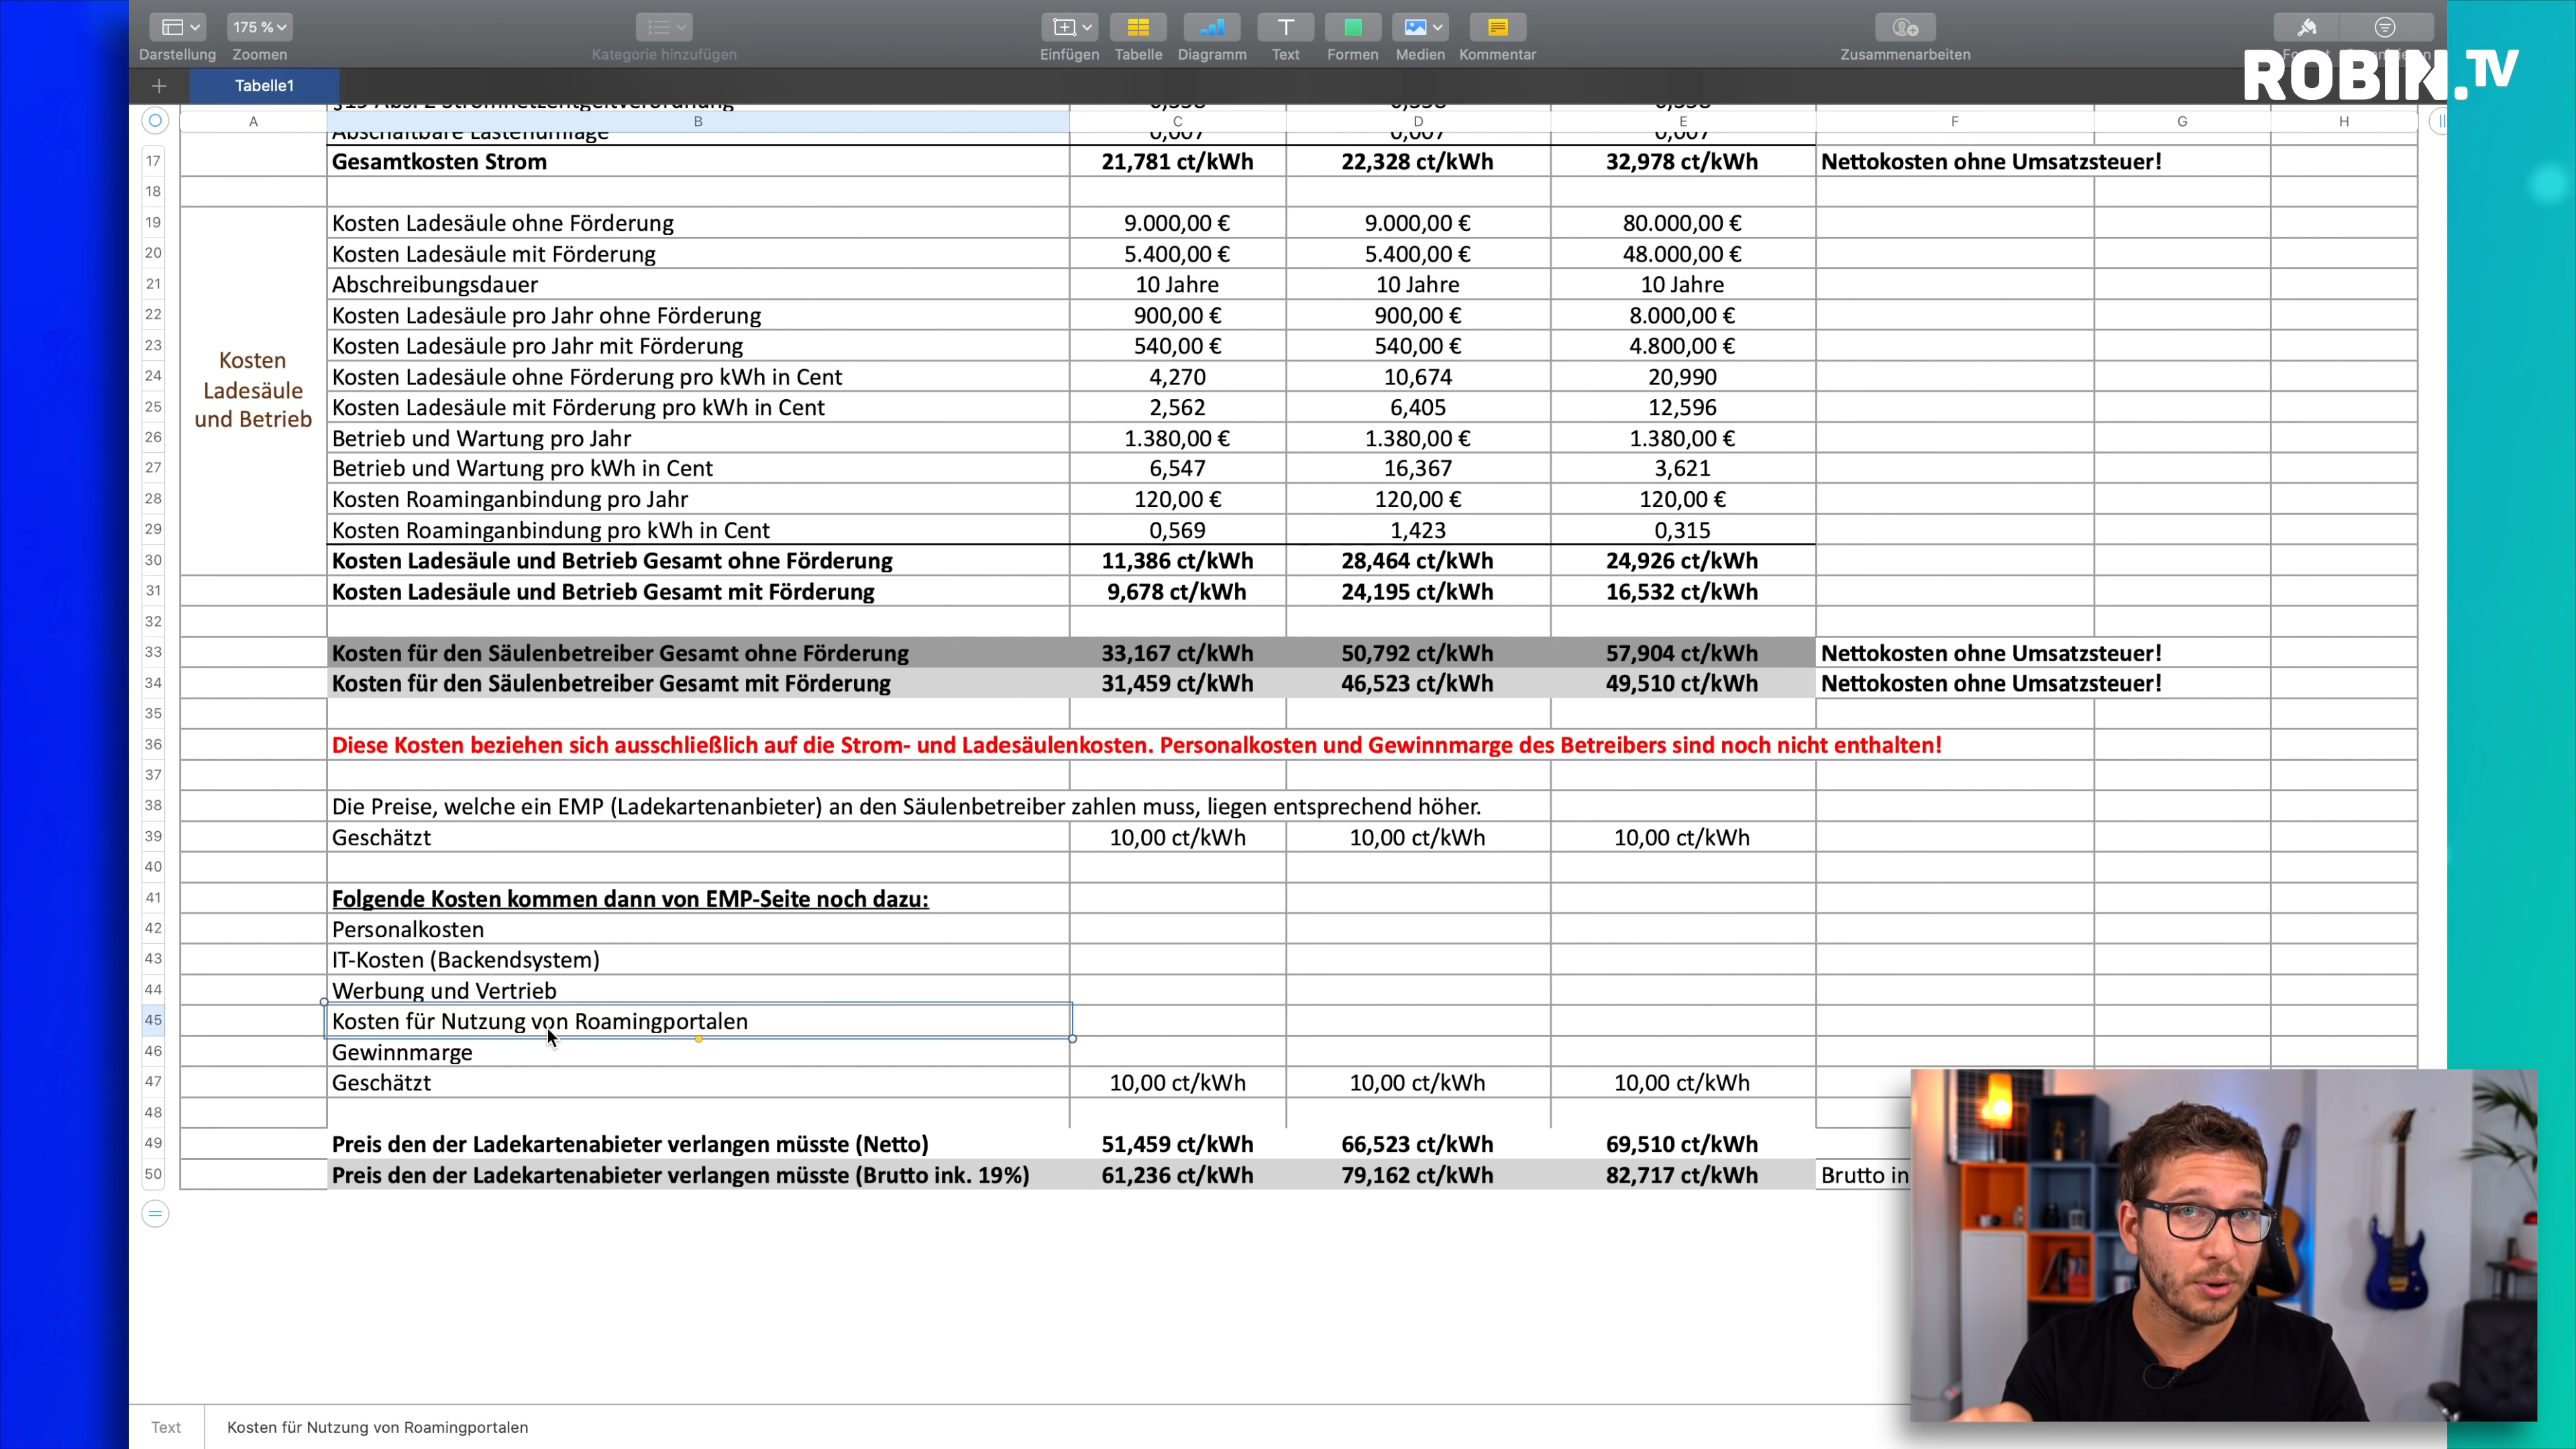 175 %
Darstellung
Zoomen
Kategorie hinzufügen
Einfügen
Tabelle
Diagramm
Text
Formen
Medien
Kommentar
Zusammenarbeiten
ROBIN.TV
Tabelle1
A B C D E F G H
17 Gesamtkosten Strom 21,781 ct/kWh 22,328 ct/kWh 32,978 ct/kWh Nettokosten ohne Umsatzsteuer!
18
Kosten
Ladesäule
und Betrieb
19 Kosten Ladesäule ohne Förderung 9.000,00 € 9.000,00 € 80.000,00 €
20 Kosten Ladesäule mit Förderung 5.400,00 € 5.400,00 € 48.000,00 €
21 Abschreibungsdauer 10 Jahre 10 Jahre 10 Jahre
22 Kosten Ladesäule pro Jahr ohne Förderung 900,00 € 900,00 € 8.000,00 €
23 Kosten Ladesäule pro Jahr mit Förderung 540,00 € 540,00 € 4.800,00 €
24 Kosten Ladesäule ohne Förderung pro kWh in Cent 4,270 10,674 20,990
25 Kosten Ladesäule mit Förderung pro kWh in Cent 2,562 6,405 12,596
26 Betrieb und Wartung pro Jahr 1.380,00 € 1.380,00 € 1.380,00 €
27 Betrieb und Wartung pro kWh in Cent 6,547 16,367 3,621
28 Kosten Roaminganbindung pro Jahr 120,00 € 120,00 € 120,00 €
29 Kosten Roaminganbindung pro kWh in Cent 0,569 1,423 0,315
30 Kosten Ladesäule und Betrieb Gesamt ohne Förderung 11,386 ct/kWh 28,464 ct/kWh 24,926 ct/kWh
31 Kosten Ladesäule und Betrieb Gesamt mit Förderung 9,678 ct/kWh 24,195 ct/kWh 16,532 ct/kWh
32
33 Kosten für den Säulenbetreiber Gesamt ohne Förderung 33,167 ct/kWh 50,792 ct/kWh 57,904 ct/kWh Nettokosten ohne Umsatzsteuer!
34 Kosten für den Säulenbetreiber Gesamt mit Förderung 31,459 ct/kWh 46,523 ct/kWh 49,510 ct/kWh Nettokosten ohne Umsatzsteuer!
35
36 Diese Kosten beziehen sich ausschließlich auf die Strom- und Ladesäulenkosten. Personalkosten und Gewinnmarge des Betreibers sind noch nicht enthalten!
37
38 Die Preise, welche ein EMP (Ladekartenanbieter) an den Säulenbetreiber zahlen muss, liegen entsprechend höher.
39 Geschätzt 10,00 ct/kWh 10,00 ct/kWh 10,00 ct/kWh
40
41 Folgende Kosten kommen dann von EMP-Seite noch dazu:
42 Personalkosten
43 IT-Kosten (Backendsystem)
44 Werbung und Vertrieb
45 Kosten für Nutzung von Roamingportalen
46 Gewinnmarge
47 Geschätzt 10,00 ct/kWh 10,00 ct/kWh 10,00 ct/kWh
48
49 Preis den der Ladekartenabieter verlangen müsste (Netto) 51,459 ct/kWh 66,523 ct/kWh 69,510 ct/kWh
50 Preis den der Ladekartenabieter verlangen müsste (Brutto ink. 19%) 61,236 ct/kWh 79,162 ct/kWh 82,717 ct/kWh Brutto in
Text Kosten für Nutzung von Roamingportalen